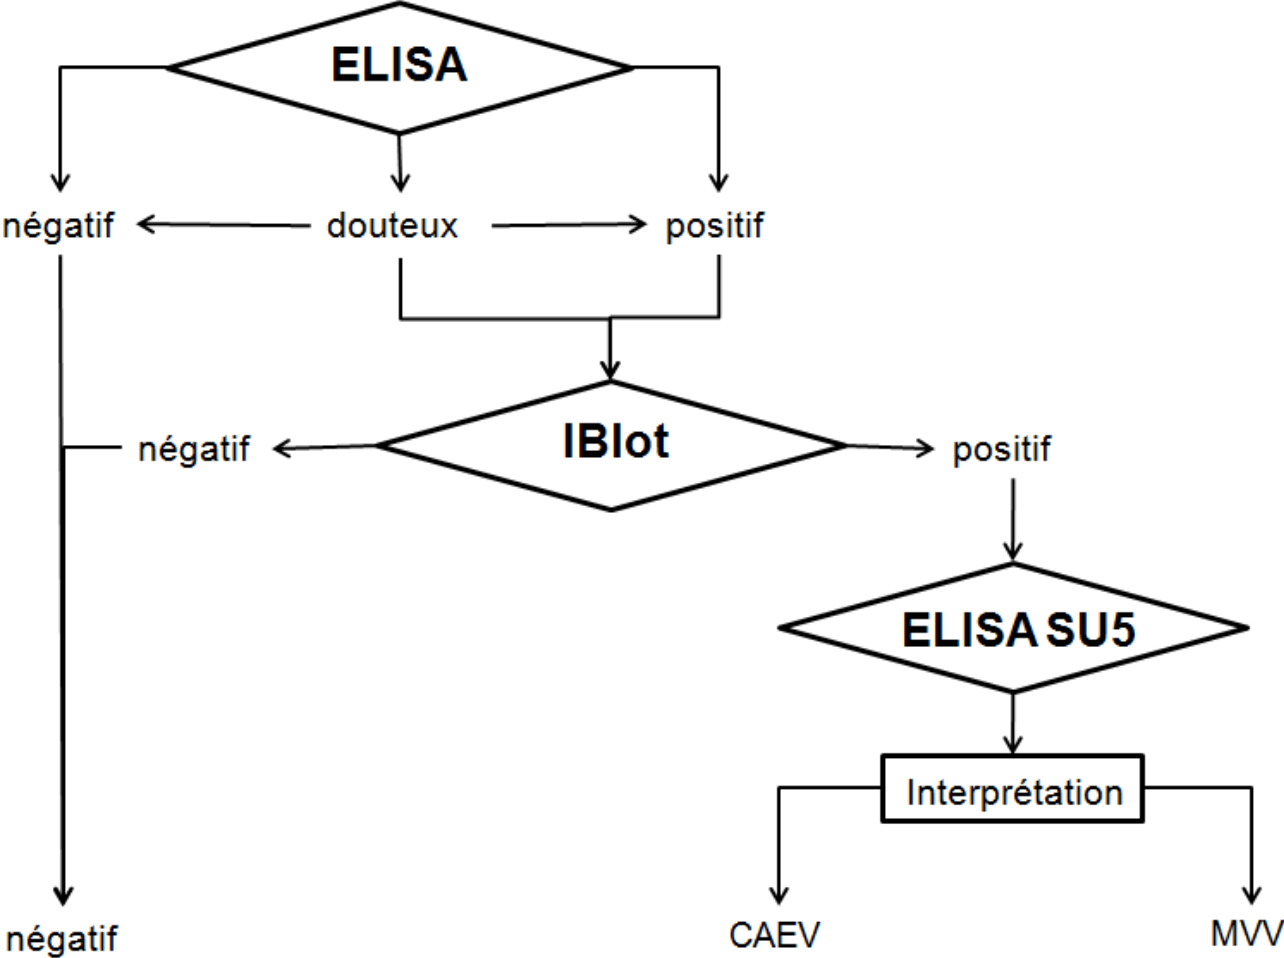 ELISA
négatif
douteux
positif
IBlot
négatif
positif
ELISA SU5
Interprétation
négatif
CAEV
MVV